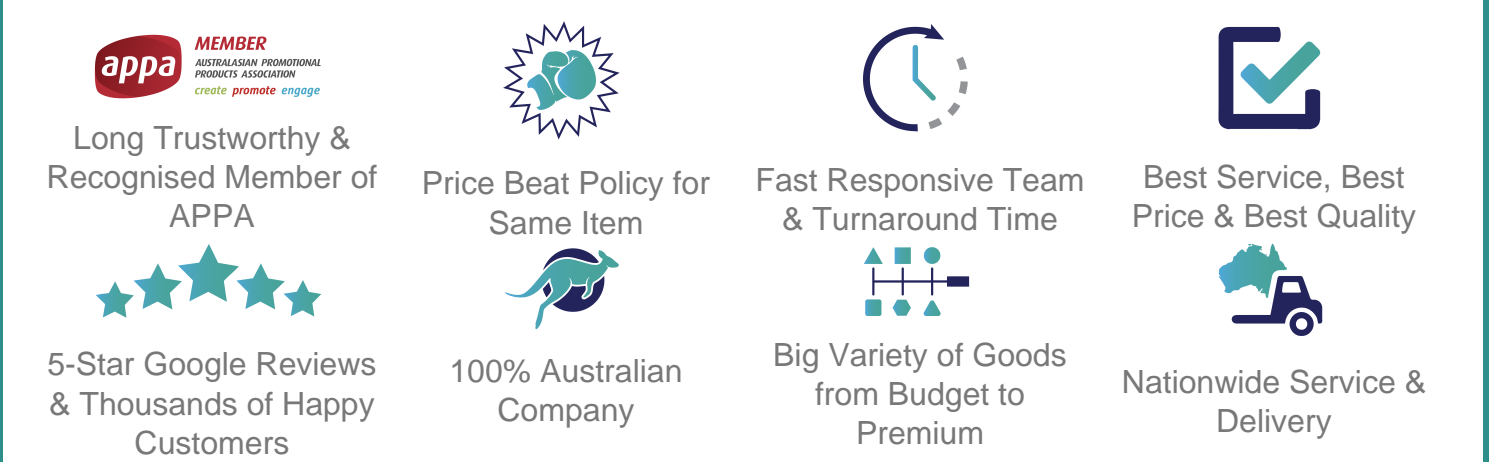 appa
MEMBER
AUSTRALASIAN PROMOTIONAL
PRODUCTS ASSOCIATION
create promote engage
Long Trustworthy &
Recognised Member of
APPA
Price Beat Policy for
Same Item
Fast Responsive Team
& Turnaround Time
Best Service, Best
Price & Best Quality
5-Star Google Reviews
& Thousands of Happy
Customers
100% Australian
Company
Big Variety of Goods
from Budget to
Premium
Nationwide Service &
Delivery